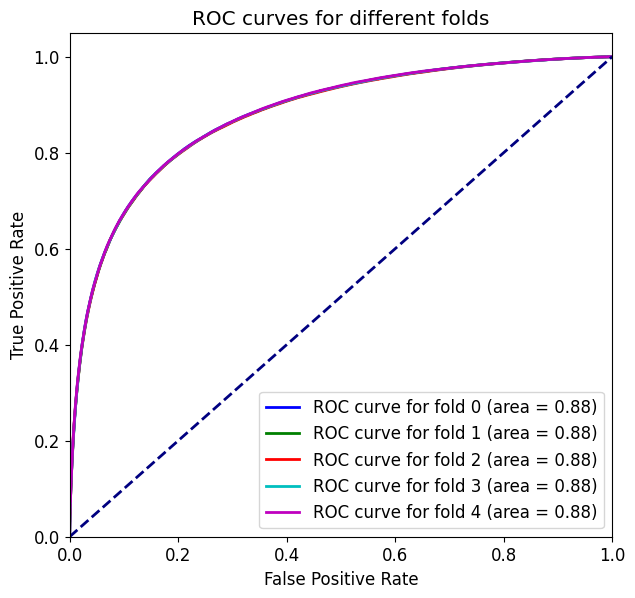 ROC curves for different folds
1.0
0.8
0.6
0.4
0.2
0.0
True Positive Rate
ROC curve for fold 0 (area = 0.88)
ROC curve for fold 1 (area = 0.88)
ROC curve for fold 2 (area = 0.88)
ROC curve for fold 3 (area = 0.88)
ROC curve for fold 4 (area = 0.88)
0.0 0.2 0.4 0.6 0.8 1.0
False Positive Rate